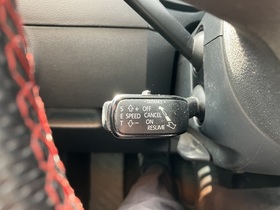 S + OFF
E SPEED CANCEL
T - ON
RESUME